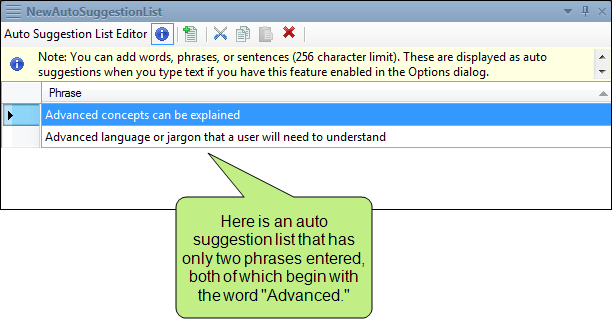 NewAutoSuggestionList
Auto Suggestion List Editor
Note: You can add words, phrases, or sentences (256 character limit). These are displayed as auto
suggestions when you type text if you have this feature enabled in the Options dialog.
Phrase
Advanced concepts can be explained
Advanced language or jargon that a user will need to understand
Here is an auto
suggestion list that has
only two phrases entered,
both of which begin with
the word "Advanced."